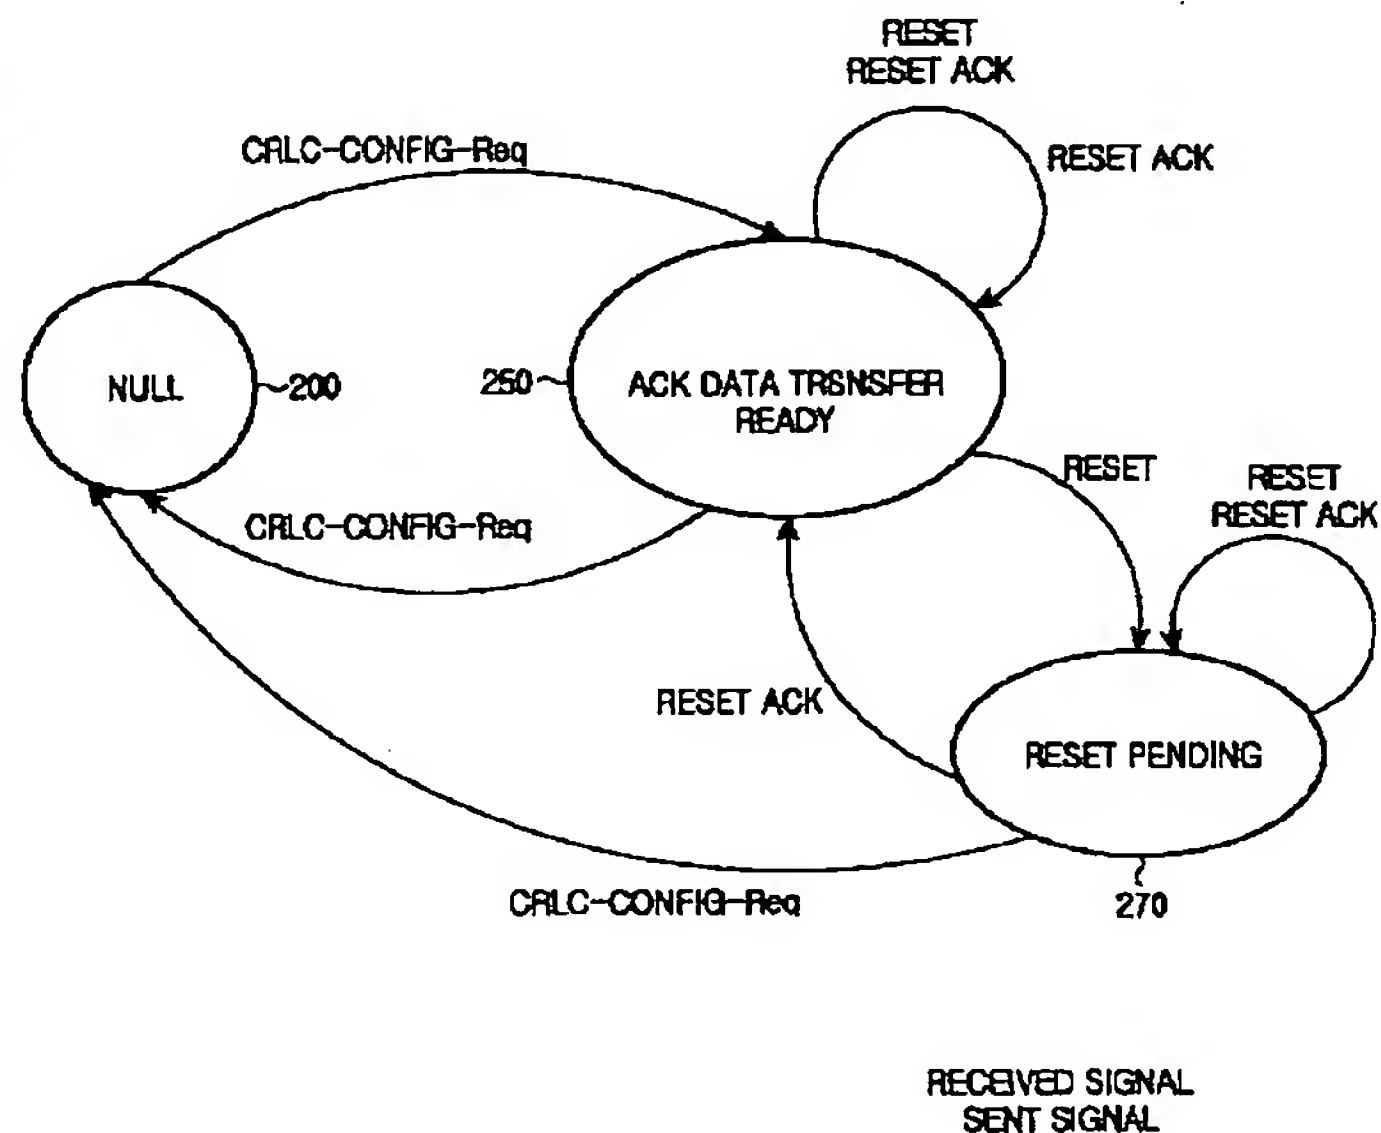 RESET
RESET ACK
RESET ACK
CRLC-CONFIG-Req
NULL
200
250
ACK DATA TRSNSFER
READY
RESET
RESET
RESET ACK
CRLC-CONFIG-Req
RESET ACK
RESET PENDING
CRLC-CONFIG-Req
270
RECEIVED SIGNAL
SENT SIGNAL